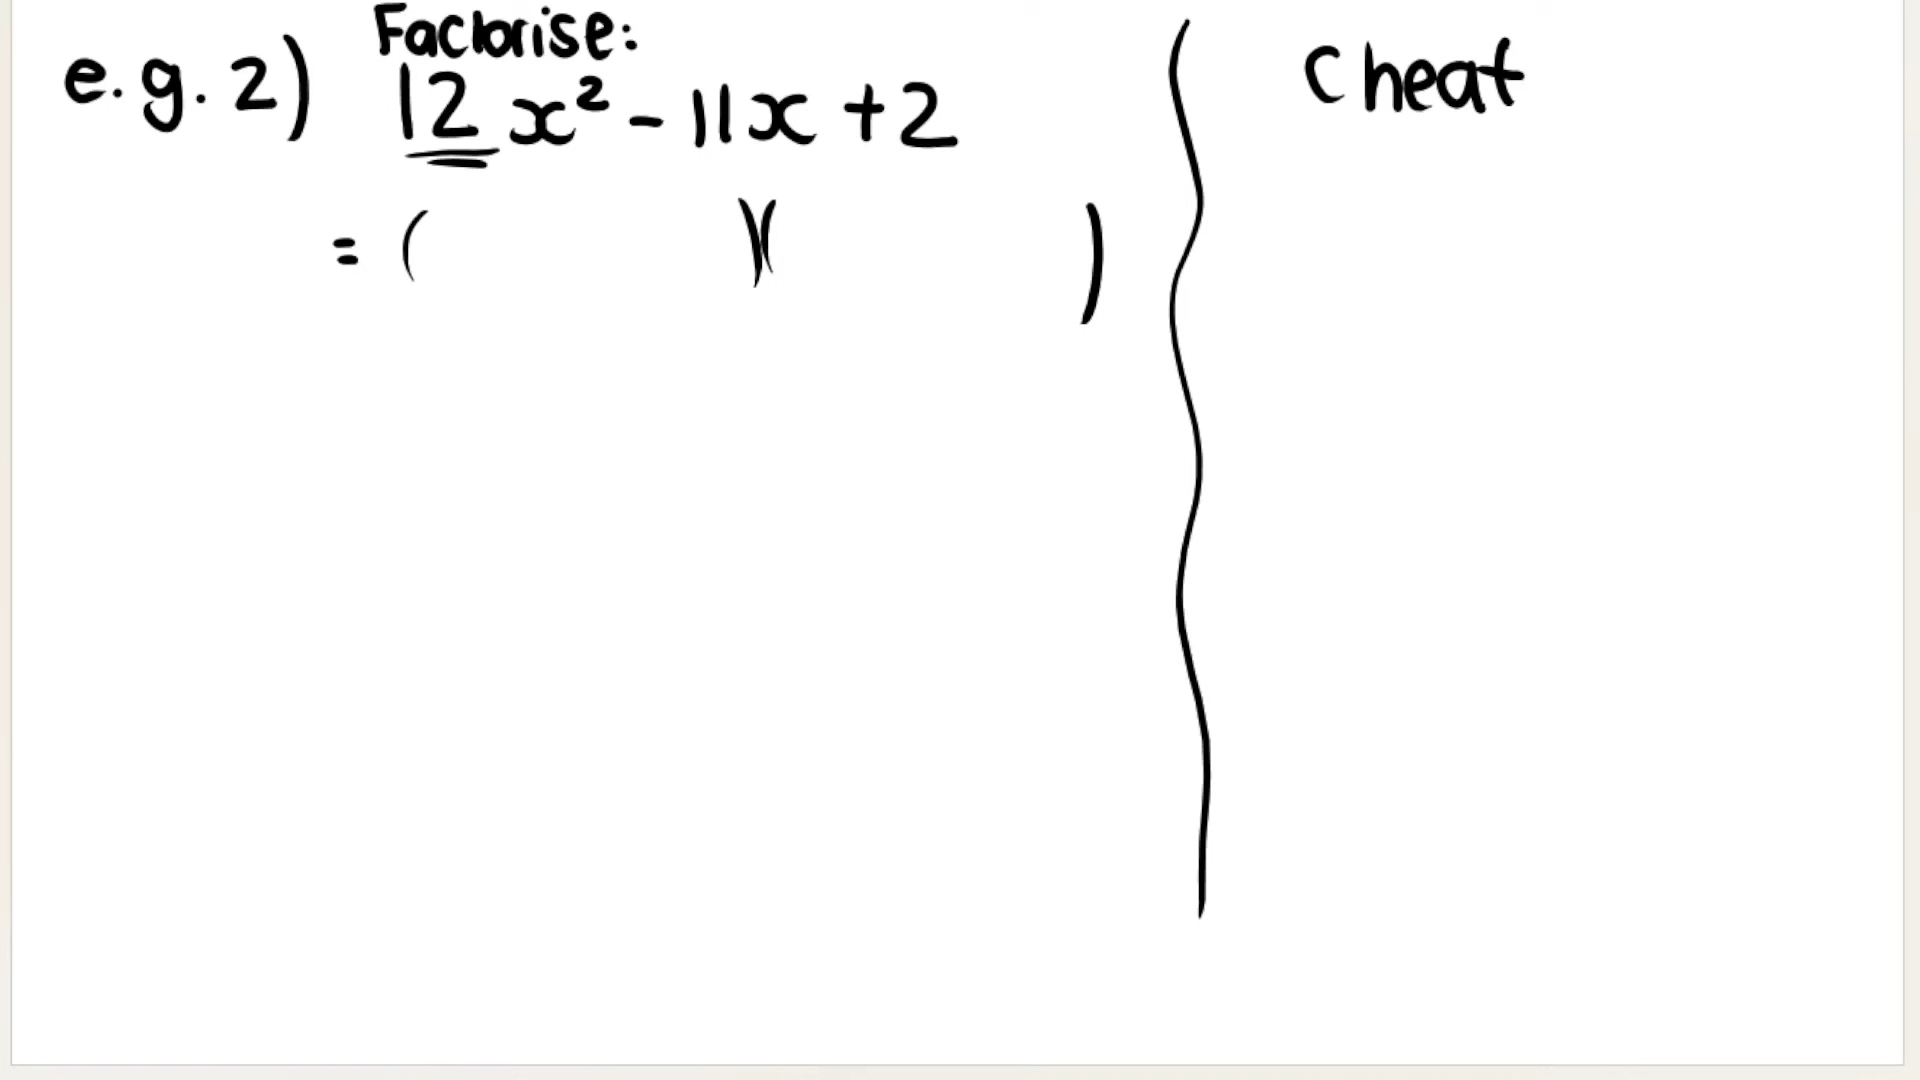 Factorise:
e.g. 2) 12x² - 11x + 2
= ( )( )
Cheat